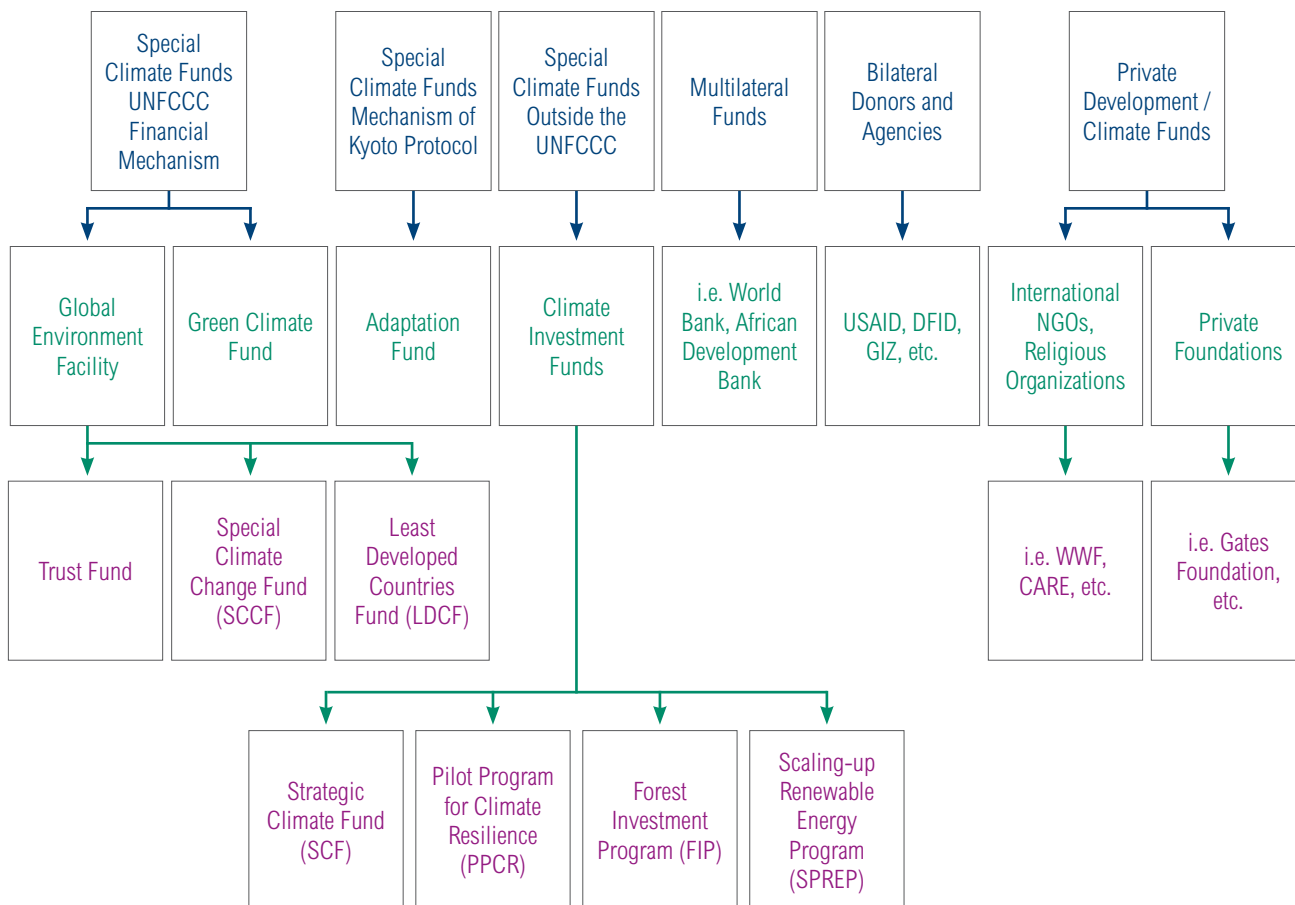 Special
Climate Funds
UNFCCC
Financial
Mechanism
Special
Climate Funds
Mechanism of
Kyoto Protocol
Special
Climate Funds
Outside the
UNFCCC
Multilateral
Funds
Bilateral
Donors and
Agencies
Private
Development /
Climate Funds
Global
Environment
Facility
Green Climate
Fund
Adaptation
Fund
Climate
Investment
Funds
i.e. World
Bank, African
Development
Bank
USAID, DFID,
GIZ, etc.
International
NGOs,
Religious
Organizations
Private
Foundations
Trust Fund
Special
Climate
Change Fund
(SCCF)
Least
Developed
Countries
Fund (LDCF)
i.e. WWF,
CARE, etc.
i.e. Gates
Foundation,
etc.
Strategic
Climate Fund
(SCF)
Pilot Program
for Climate
Resilience
(PPCR)
Forest
Investment
Program (FIP)
Scaling-up
Renewable
Energy
Program
(SPREP)